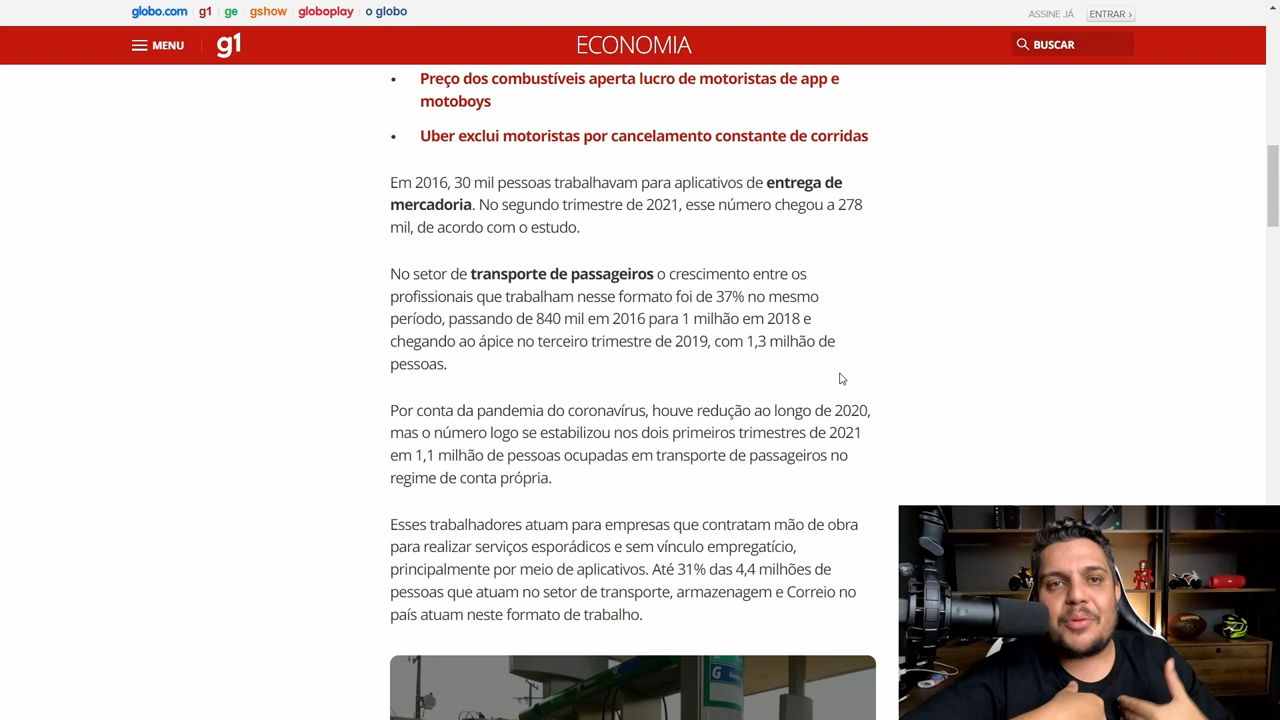 globo.com g1 ge gshow globoplay o globo
ASSINE JÁ ENTRAR ›
MENU g1 ECONOMIA BUSCAR
• Preço dos combustíveis aperta lucro de motoristas de app e
motoboys
• Uber exclui motoristas por cancelamento constante de corridas
Em 2016, 30 mil pessoas trabalhavam para aplicativos de entrega de
mercadoria. No segundo trimestre de 2021, esse número chegou a 278
mil, de acordo com o estudo.
No setor de transporte de passageiros o crescimento entre os
profissionais que trabalham nesse formato foi de 37% no mesmo
período, passando de 840 mil em 2016 para 1 milhão em 2018 e
chegando ao ápice no terceiro trimestre de 2019, com 1,3 milhão de
pessoas.
Por conta da pandemia do coronavírus, houve redução ao longo de 2020,
mas o número logo se estabilizou nos dois primeiros trimestres de 2021
em 1,1 milhão de pessoas ocupadas em transporte de passageiros no
regime de conta própria.
Esses trabalhadores atuam para empresas que contratam mão de obra
para realizar serviços esporádicos e sem vínculo empregatício,
principalmente por meio de aplicativos. Até 31% das 4,4 milhões de
pessoas que atuam no setor de transporte, armazenagem e Correio no
país atuam neste formato de trabalho.
G